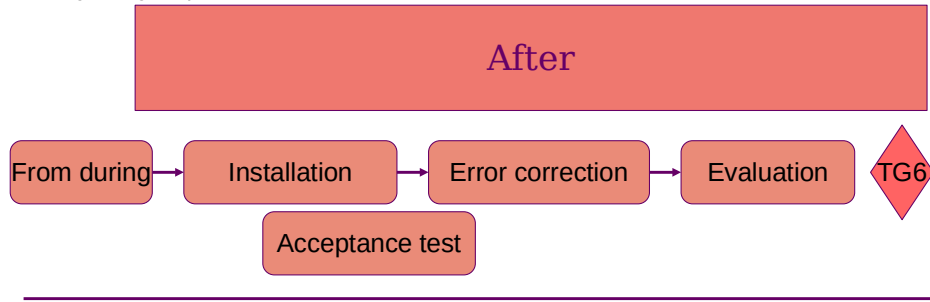 After
From during
Installation
Error correction
Evaluation
TG6
Acceptance test